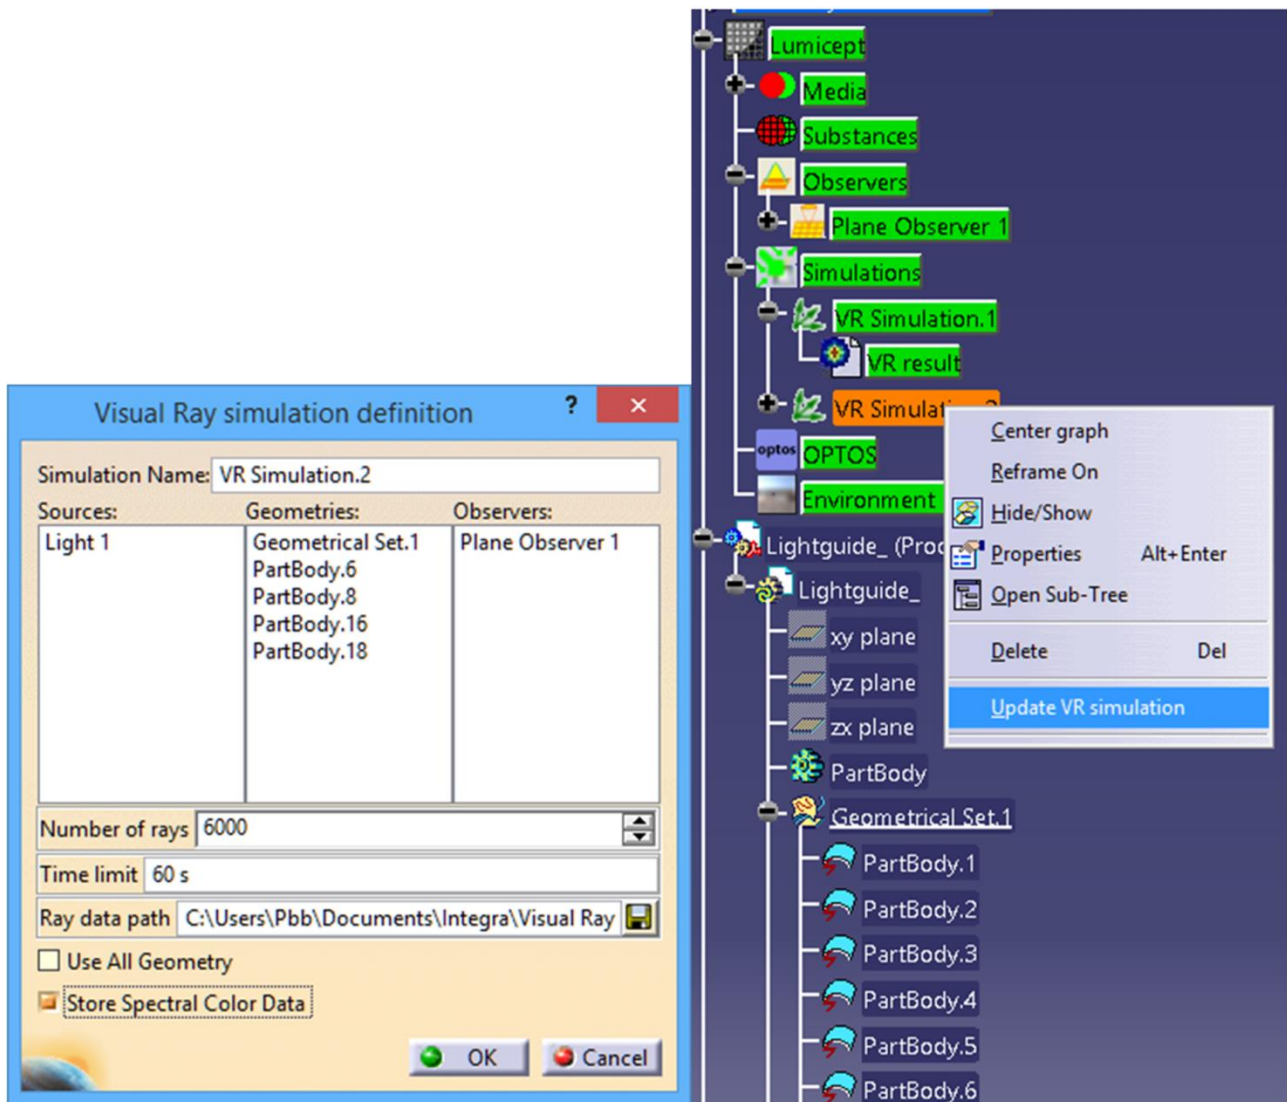 Visual Ray simulation definition ?
Simulation Name: VR Simulation.2
Sources: Geometries: Observers:
Light 1 Geometrical Set.1 Plane Observer 1
PartBody.6
PartBody.8
PartBody.16
PartBody.18
Number of rays 6000
Time limit 60 s
Ray data path C:\Users\Pbb\Documents\Integra\Visual Ray
Use All Geometry
Store Spectral Color Data
OK Cancel
Lumicept
Media
Substances
Observers
Plane Observer 1
Simulations
VR Simulation.1
VR result
VR Simulation.2
optos OPTOS
Environment
Lightguide_ (Prod
Lightguide_
xy plane
yz plane
zx plane
PartBody
Geometrical Set.1
PartBody.1
PartBody.2
PartBody.3
PartBody.4
PartBody.5
PartBody.6
Center graph
Reframe On
Hide/Show
Properties Alt+Enter
Open Sub-Tree
Delete Del
Update VR simulation